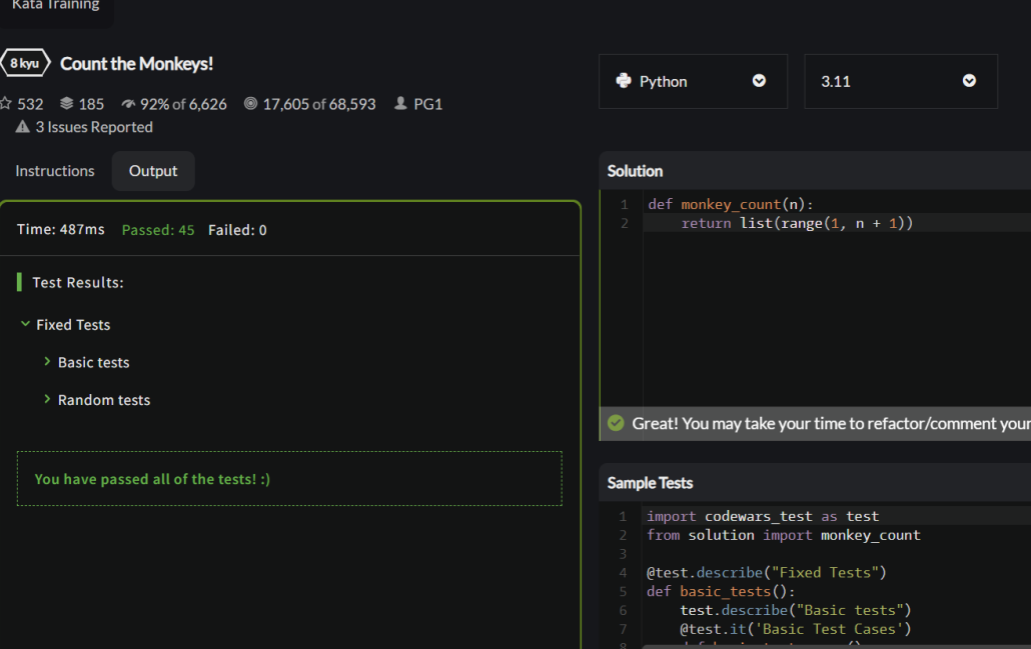 Kata Training
8 kyu Count the Monkeys!
532 185 92% of 6,626 17,605 of 68,593 PG1
3 Issues Reported
Instructions Output
Time: 487ms Passed: 45 Failed: 0
Test Results:
Fixed Tests
Basic tests
Random tests
You have passed all of the tests! :)
Python 3.11
Solution
1 def monkey_count(n):
2 return list(range(1, n + 1))
Great! You may take your time to refactor/comment your
Sample Tests
1 import codewars_test as test
2 from solution import monkey_count
3
4 @test.describe("Fixed Tests")
5 def basic_tests():
6 test.describe("Basic tests")
7 @test.it('Basic Test Cases')
8